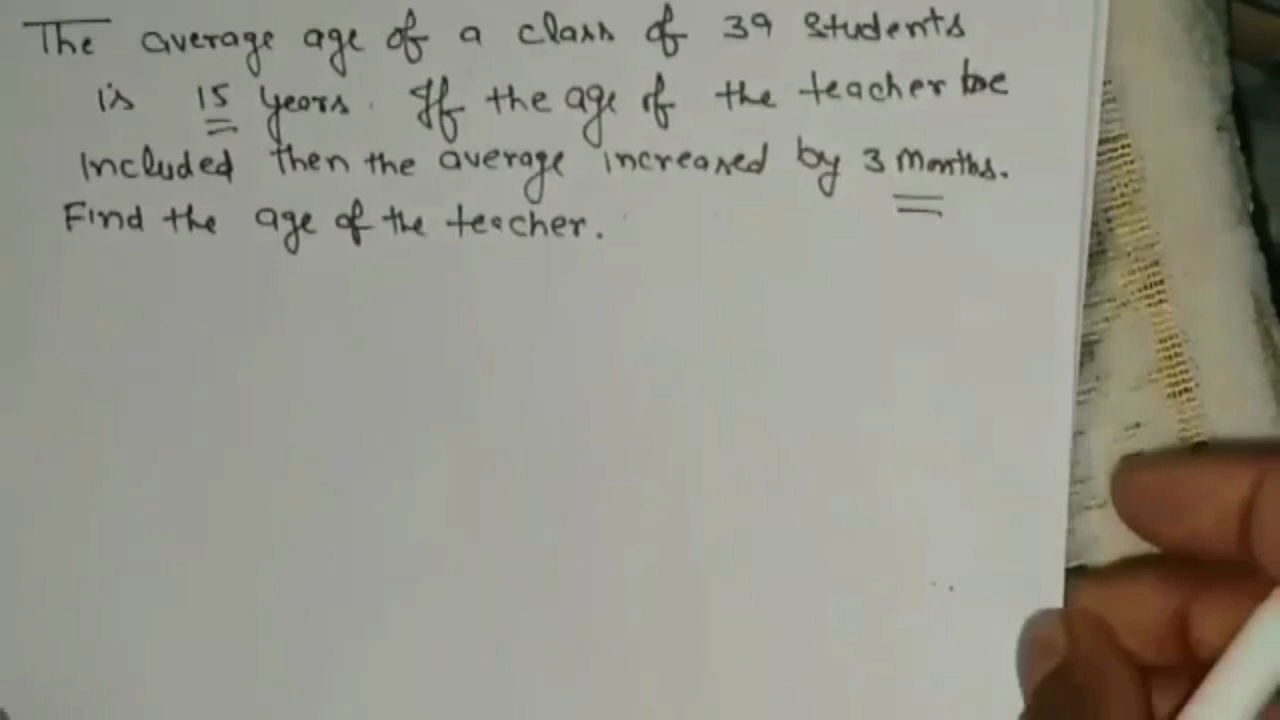 The average age of a class of 39 students
is 15 years. If the age of the teacher be
included then the average increased by 3 months.
Find the age of the teacher.